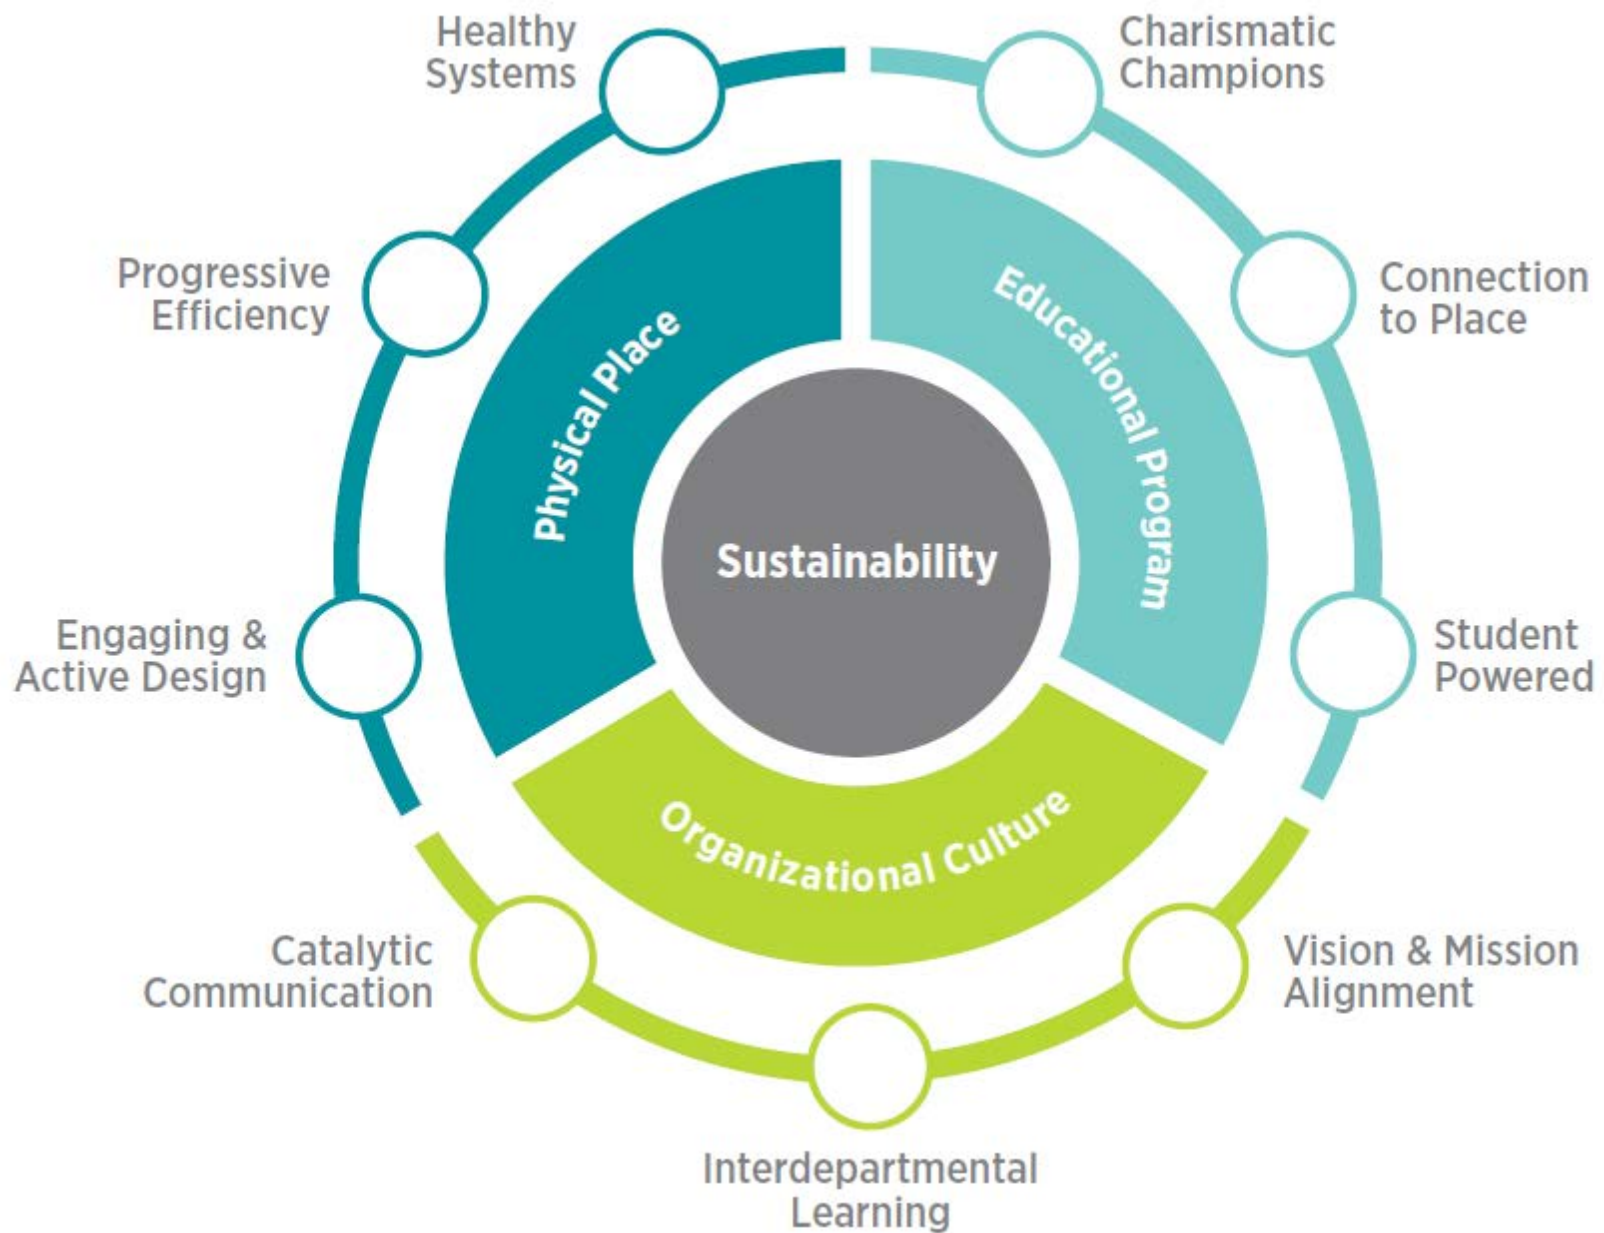 Healthy
Systems
Charismatic
Champions
Progressive
Efficiency
Connection
to Place
Physical Place
Educational Program
Sustainability
Engaging &
Active Design
Student
Powered
Organizational Culture
Catalytic
Communication
Vision & Mission
Alignment
Interdepartmental
Learning